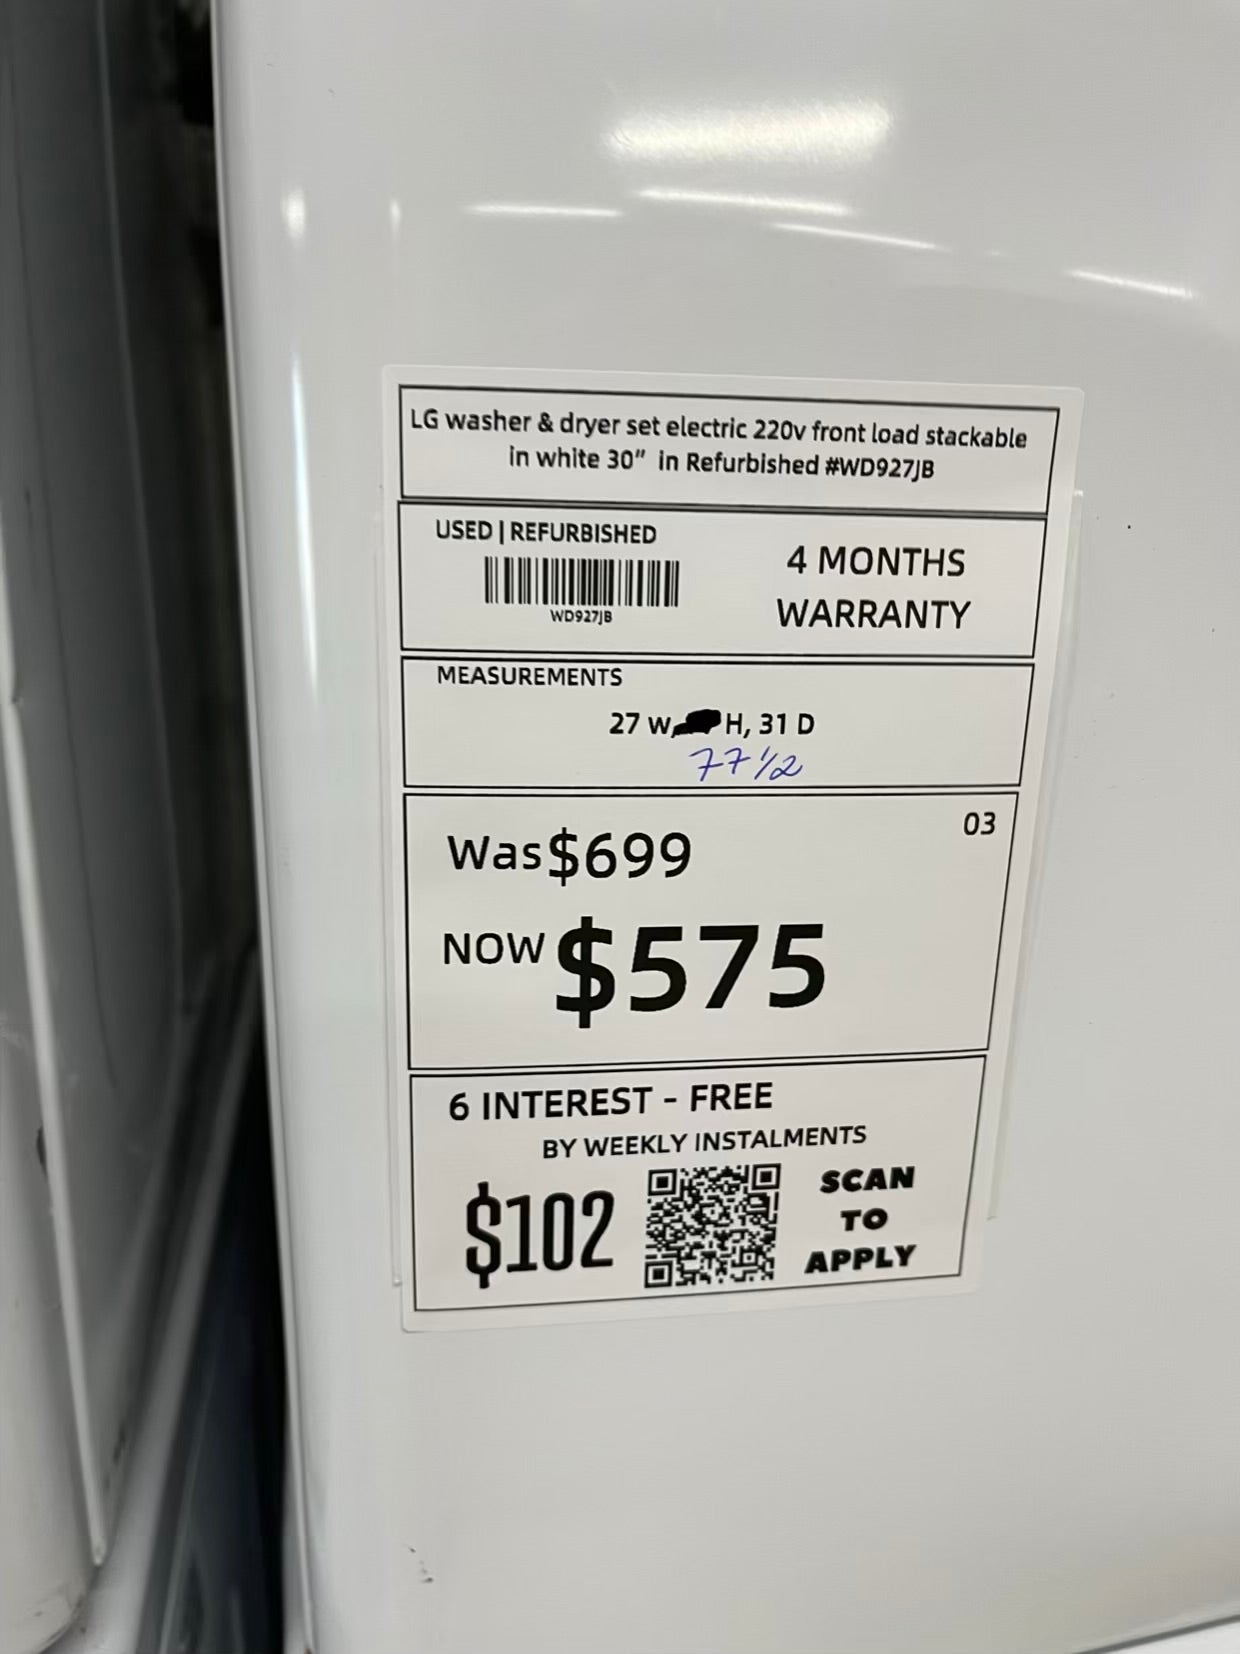 LG washer & dryer set electric 220v front load stackable
in white 30” in Refurbished #WD927JB
USED | REFURBISHED
WD927JB
4 MONTHS
WARRANTY
MEASUREMENTS
27 W, H, 31 D
77 1/2
03
Was $699
NOW $575
6 INTEREST - FREE
BY WEEKLY INSTALMENTS
$102
SCAN
TO
APPLY